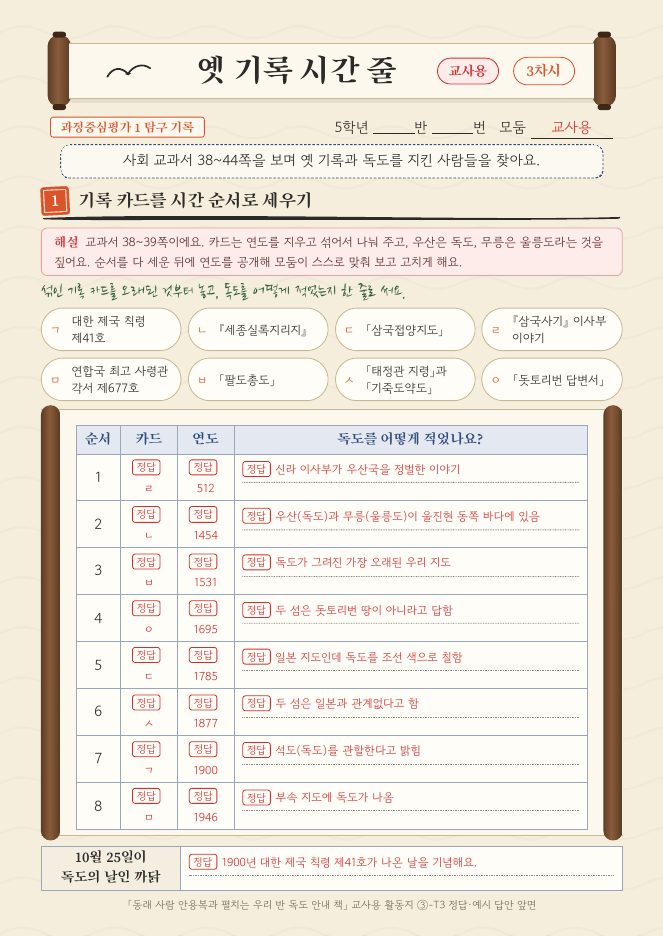 옛 기록 시간 줄
교사용
3차시
과정중심평가 1 탐구 기록
5학년 ______반 ______번 모둠 교사용
사회 교과서 38~44쪽을 보며 옛 기록과 독도를 지킨 사람들을 찾아요.
1 기록 카드를 시간 순서로 세우기
해설 교과서 38~39쪽이에요. 카드는 연도를 지우고 섞어서 나눠 주고, 우산은 독도, 무릉은 울릉도라는 것을
짚어요. 순서를 다 세운 뒤에 연도를 공개해 모둠이 스스로 맞춰 보고 고치게 해요.
섞인 기록 카드를 오래된 것부터 놓고, 독도를 어떻게 적었는지 한 줄로 써요.
ㄱ 대한 제국 칙령
제41호
ㄴ 『세종실록지리지』
ㄷ 「삼국접양지도」
ㄹ 『삼국사기』 이사부
이야기
ㅁ 연합국 최고 사령관
각서 제677호
ㅂ 「팔도총도」
ㅅ 「태정관 지령」과
「기죽도약도」
ㅇ 「돗토리번 답변서」
순서 카드 연도 독도를 어떻게 적었나요?
1 정답 ㄹ 정답 512 정답 신라 이사부가 우산국을 정벌한 이야기
2 정답 ㄴ 정답 1454 정답 우산(독도)과 무릉(울릉도)이 울진현 동쪽 바다에 있음
3 정답 ㅂ 정답 1531 정답 독도가 그려진 가장 오래된 우리 지도
4 정답 ㅇ 정답 1695 정답 두 섬은 돗토리번 땅이 아니라고 답함
5 정답 ㄷ 정답 1785 정답 일본 지도인데 독도를 조선 색으로 칠함
6 정답 ㅅ 정답 1877 정답 두 섬은 일본과 관계없다고 함
7 정답 ㄱ 정답 1900 정답 석도(독도)를 관할한다고 밝힘
8 정답 ㅁ 정답 1946 정답 부속 지도에 독도가 나옴
10월 25일이
독도의 날인 까닭
정답 1900년 대한 제국 칙령 제41호가 나온 날을 기념해요.
「동래 사람 안용복과 펼치는 우리 반 독도 안내 책」 교사용 활동지 ③-T3 정답·예시 답안 앞면